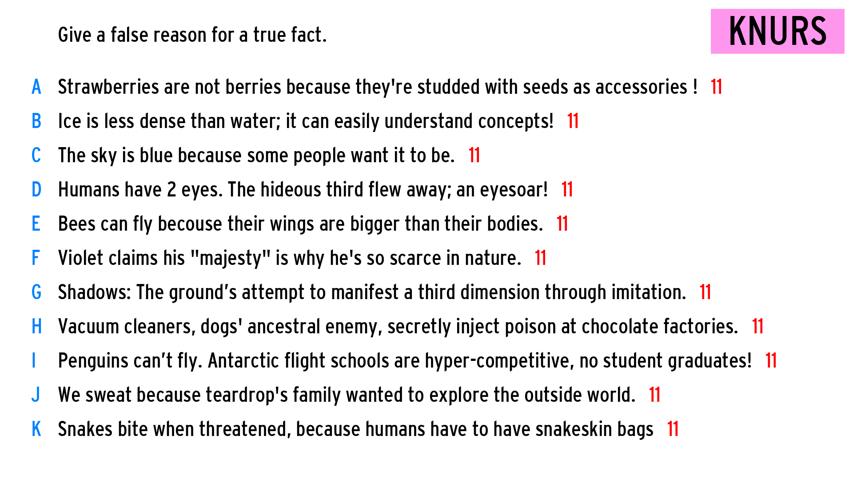 Give a false reason for a true fact.
KNURS
A Strawberries are not berries because they're studded with seeds as accessories ! 11
B Ice is less dense than water; it can easily understand concepts! 11
C The sky is blue because some people want it to be. 11
D Humans have 2 eyes. The hideous third flew away; an eyesoar! 11
E Bees can fly becouse their wings are bigger than their bodies. 11
F Violet claims his "majesty" is why he's so scarce in nature. 11
G Shadows: The ground’s attempt to manifest a third dimension through imitation. 11
H Vacuum cleaners, dogs' ancestral enemy, secretly inject poison at chocolate factories. 11
I Penguins can’t fly. Antarctic flight schools are hyper-competitive, no student graduates! 11
J We sweat because teardrop's family wanted to explore the outside world. 11
K Snakes bite when threatened, because humans have to have snakeskin bags 11